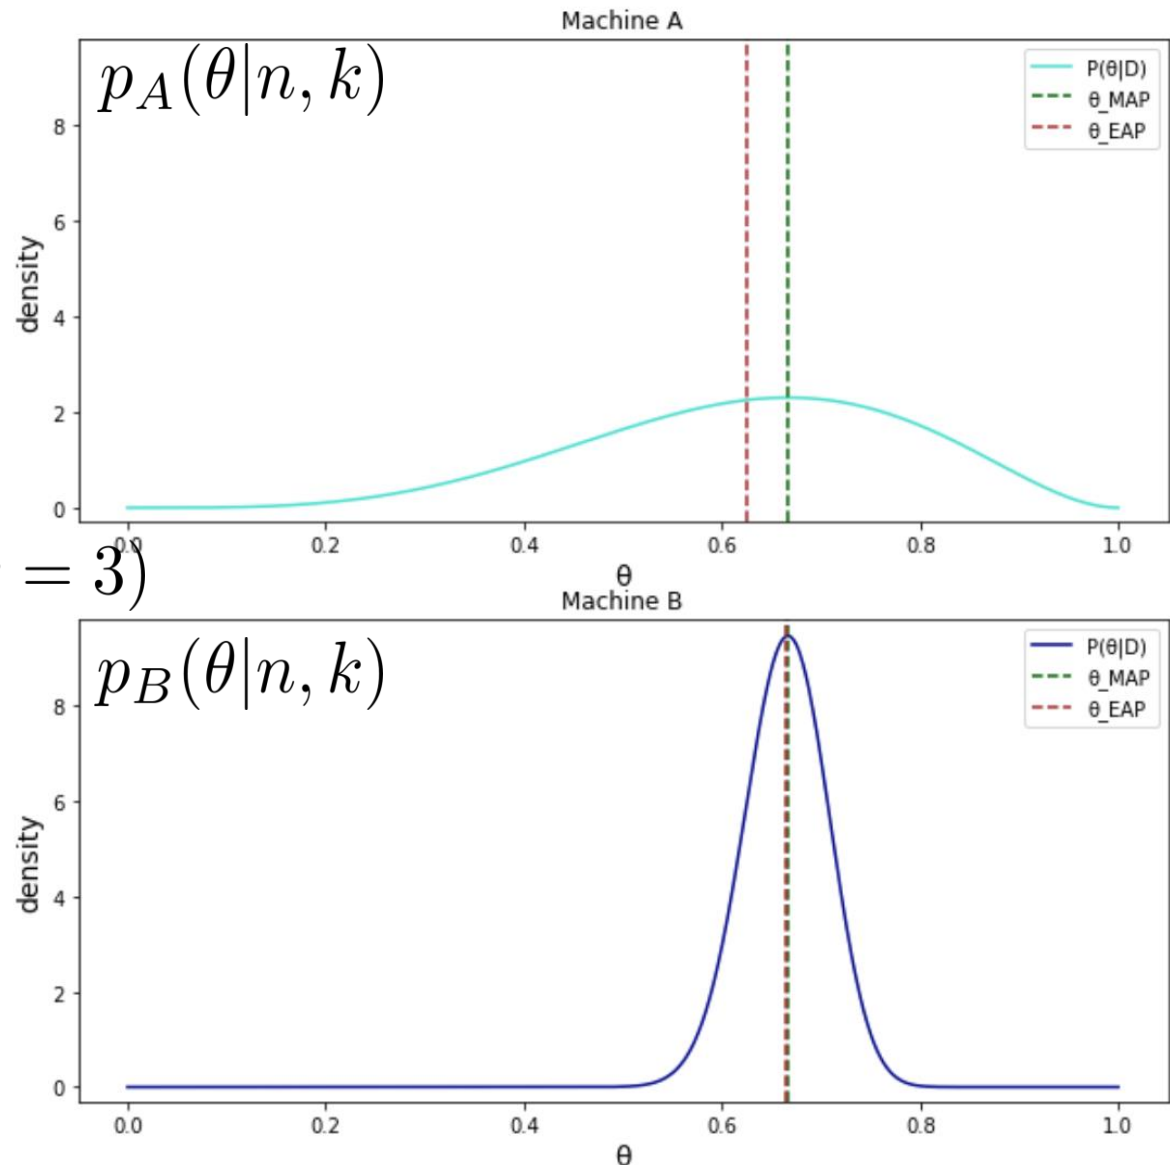 Machine A
p_A(θ|n, k)
P(θ|D)
θ_MAP
θ_EAP
density
8
6
4
2
0
0.0 0.2 0.4 0.6 0.8 1.0
θ
= 3)
Machine B
p_B(θ|n, k)
P(θ|D)
θ_MAP
θ_EAP
density
8
6
4
2
0
0.0 0.2 0.4 0.6 0.8 1.0
θ